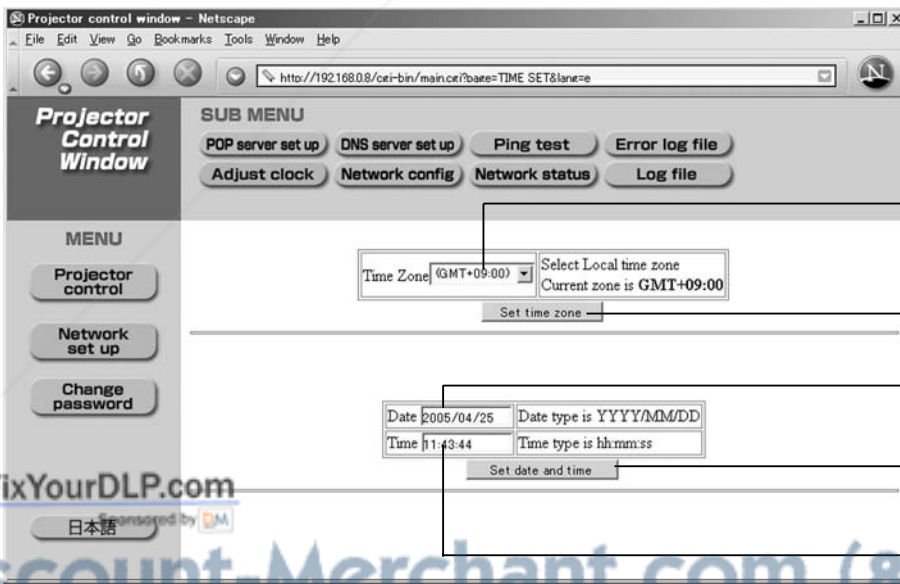 Projector control window - Netscape
File Edit View Go Bookmarks Tools Window Help
http://192.168.0.8/cgi-bin/main.cgi?page=TIME SET&lang=e
N
Projector
Control
Window
SUB MENU
POP server set up DNS server set up Ping test Error log file
Adjust clock Network config Network status Log file
MENU
Projector
control
Network
set up
Change
password
日本語
Time Zone (GMT+09:00) Select Local time zone
Current zone is GMT+09:00
Set time zone
Date 2005/04/25 Date type is YYYY/MM/DD
Time 11:43:44 Time type is hh:mm:ss
Set date and time
ixYourDLP.com
Sponsored by DM
scount-Merchant.com (8